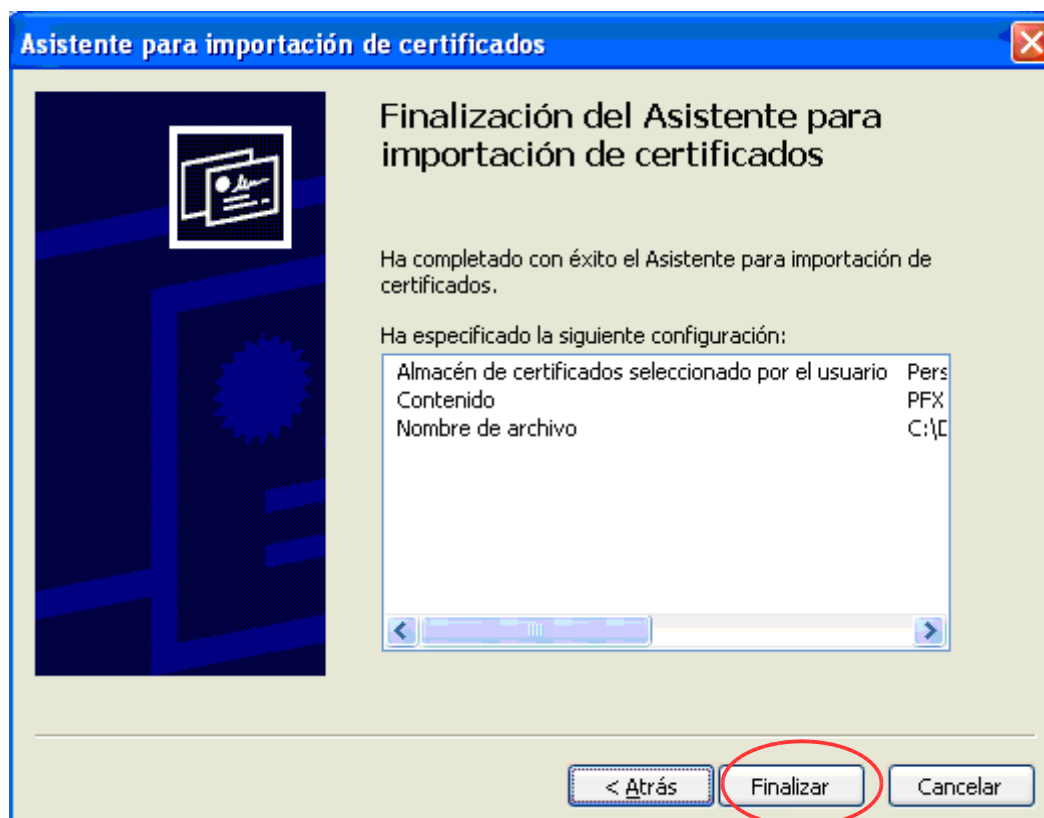 Asistente para importación de certificados
Finalización del Asistente para
importación de certificados
Ha completado con éxito el Asistente para importación de
certificados.
Ha especificado la siguiente configuración:
Almacén de certificados seleccionado por el usuario Pers
Contenido PFX
Nombre de archivo C:\D
< Atrás Finalizar Cancelar